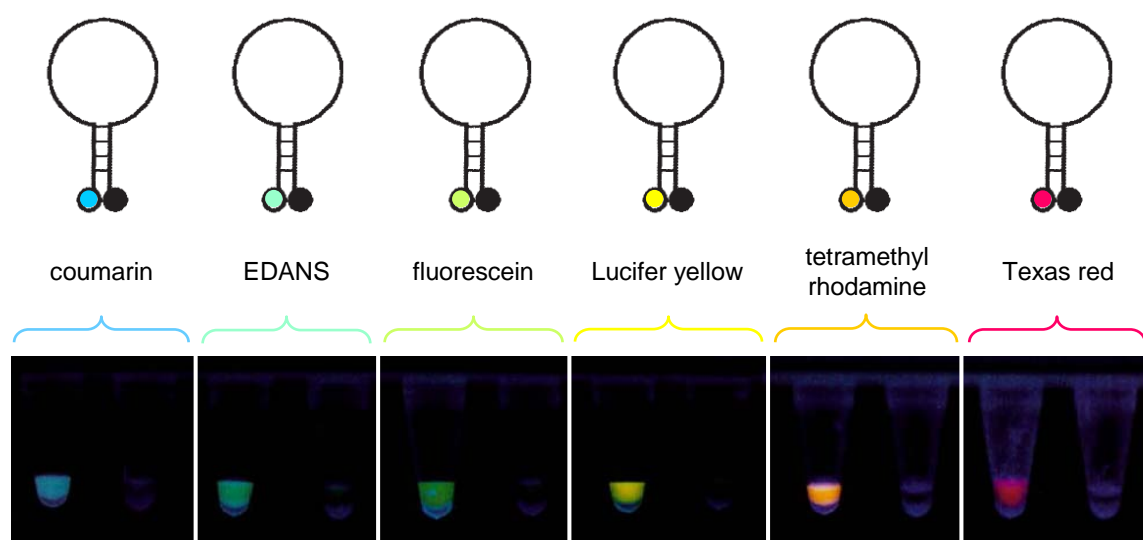 coumarin
EDANS
fluorescein
Lucifer yellow
tetramethyl
rhodamine
Texas red